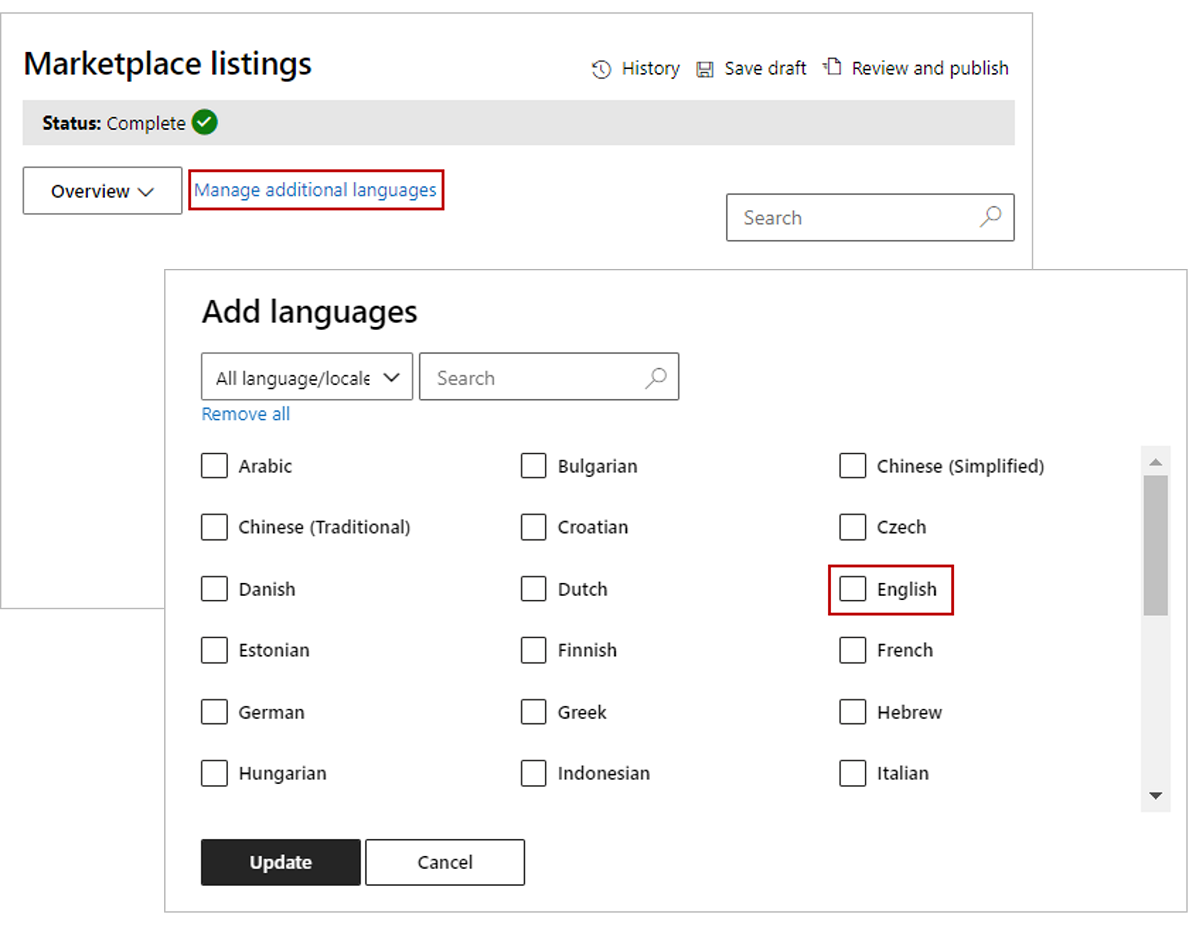 Marketplace listings
History Save draft Review and publish
Status: Complete
Overview Manage additional languages
Search
Add languages
All language/locale Search
Remove all
Arabic Bulgarian Chinese (Simplified)
Chinese (Traditional) Croatian Czech
Danish Dutch English
Estonian Finnish French
German Greek Hebrew
Hungarian Indonesian Italian
Update Cancel